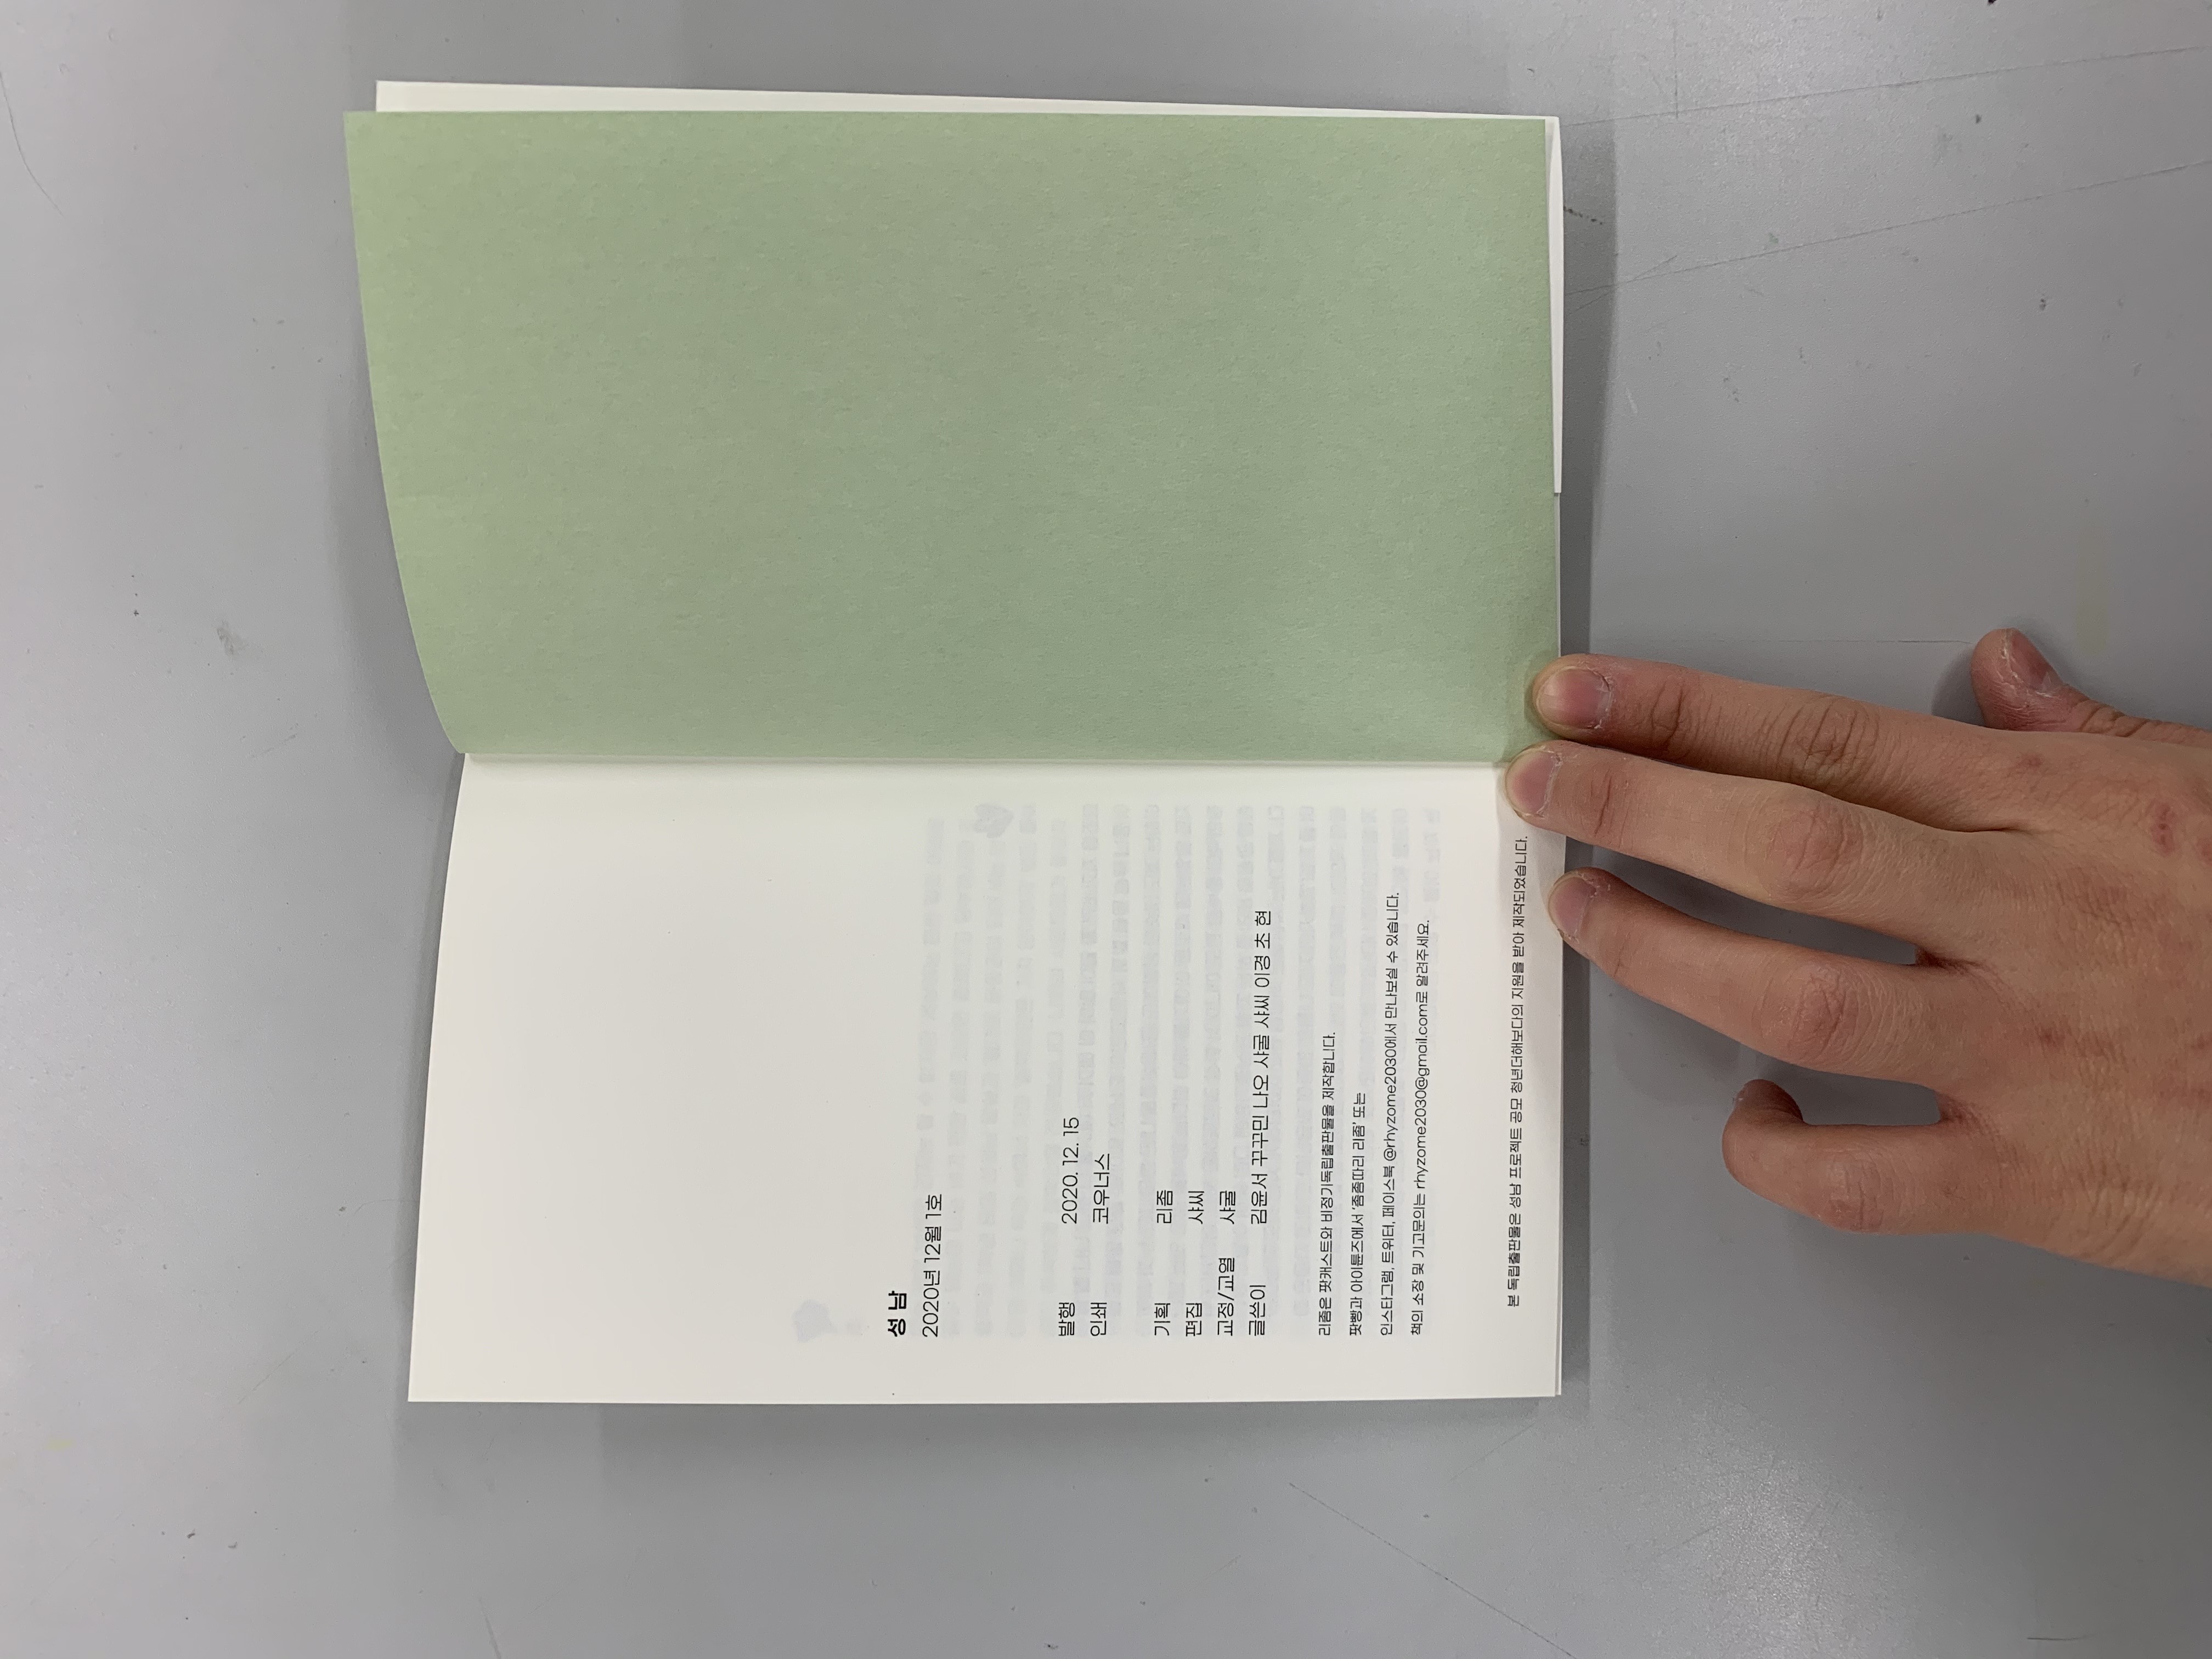 성 남
2020년 12월 1호
발행 2020. 12. 15
인쇄 코우너스
기획 리좀
편집 샤씨
교정/교열 샤굴
글쓴이 김윤서 꾸꾸민 나오 샤굴 샤씨 이경 초 현
리좀은 팟캐스트와 비정기독립출판물을 제작합니다.
팟빵과 아이튠즈에서 '좀좀따리 리좀' 또는
인스타그램, 트위터, 페이스북 @rhyzome2030에서 만나보실 수 있습니다.
책의 소장 및 기고문의는 rhyzome2030@gmail.com로 알려주세요.
본 독립출판물은 성남 프로젝트 공모 청년더해보다의 지원을 받아 제작되었습니다.